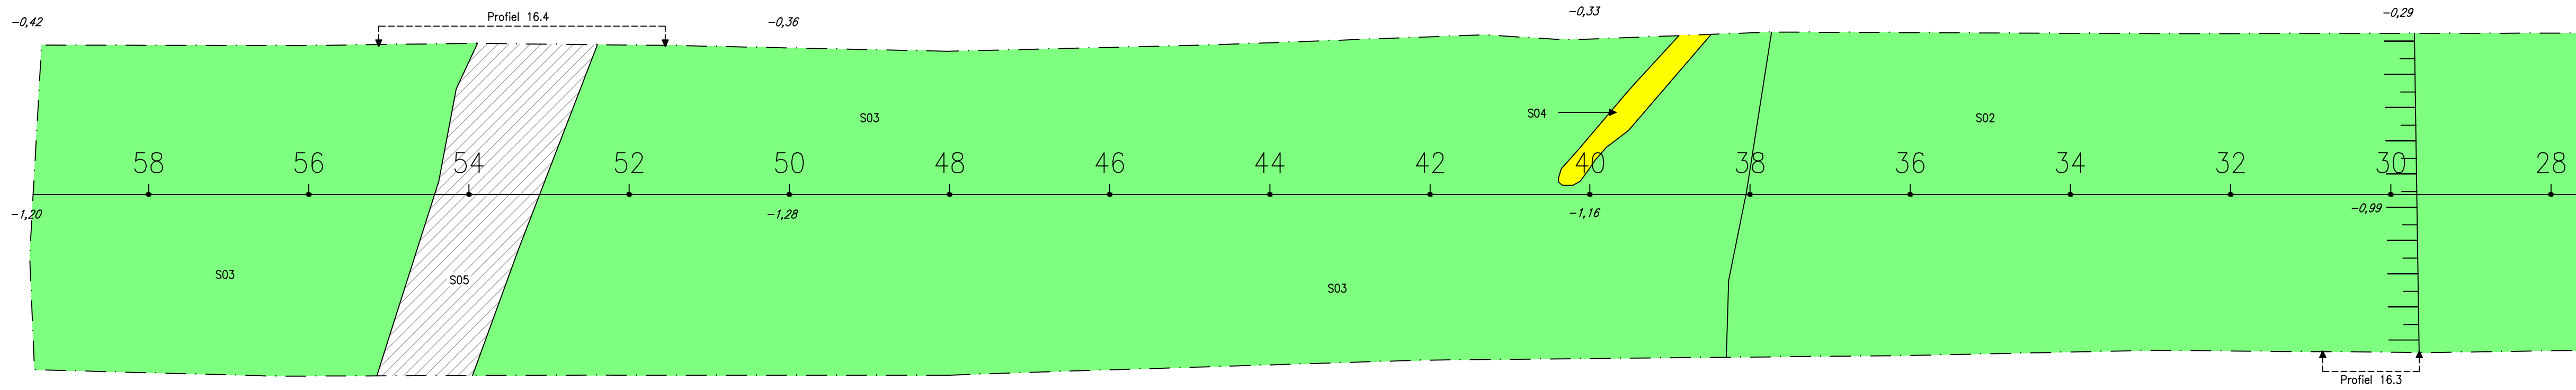 -0,42
Profiel 16.4
-0,36
-0,33
-0,29
S03
S04
S02
58 56 54 52 50 48 46 44 42 40 38 36 34 32 30 28
-1,20
-1,28
-1,16
-0,99
S03
S05
S03
Profiel 16.3